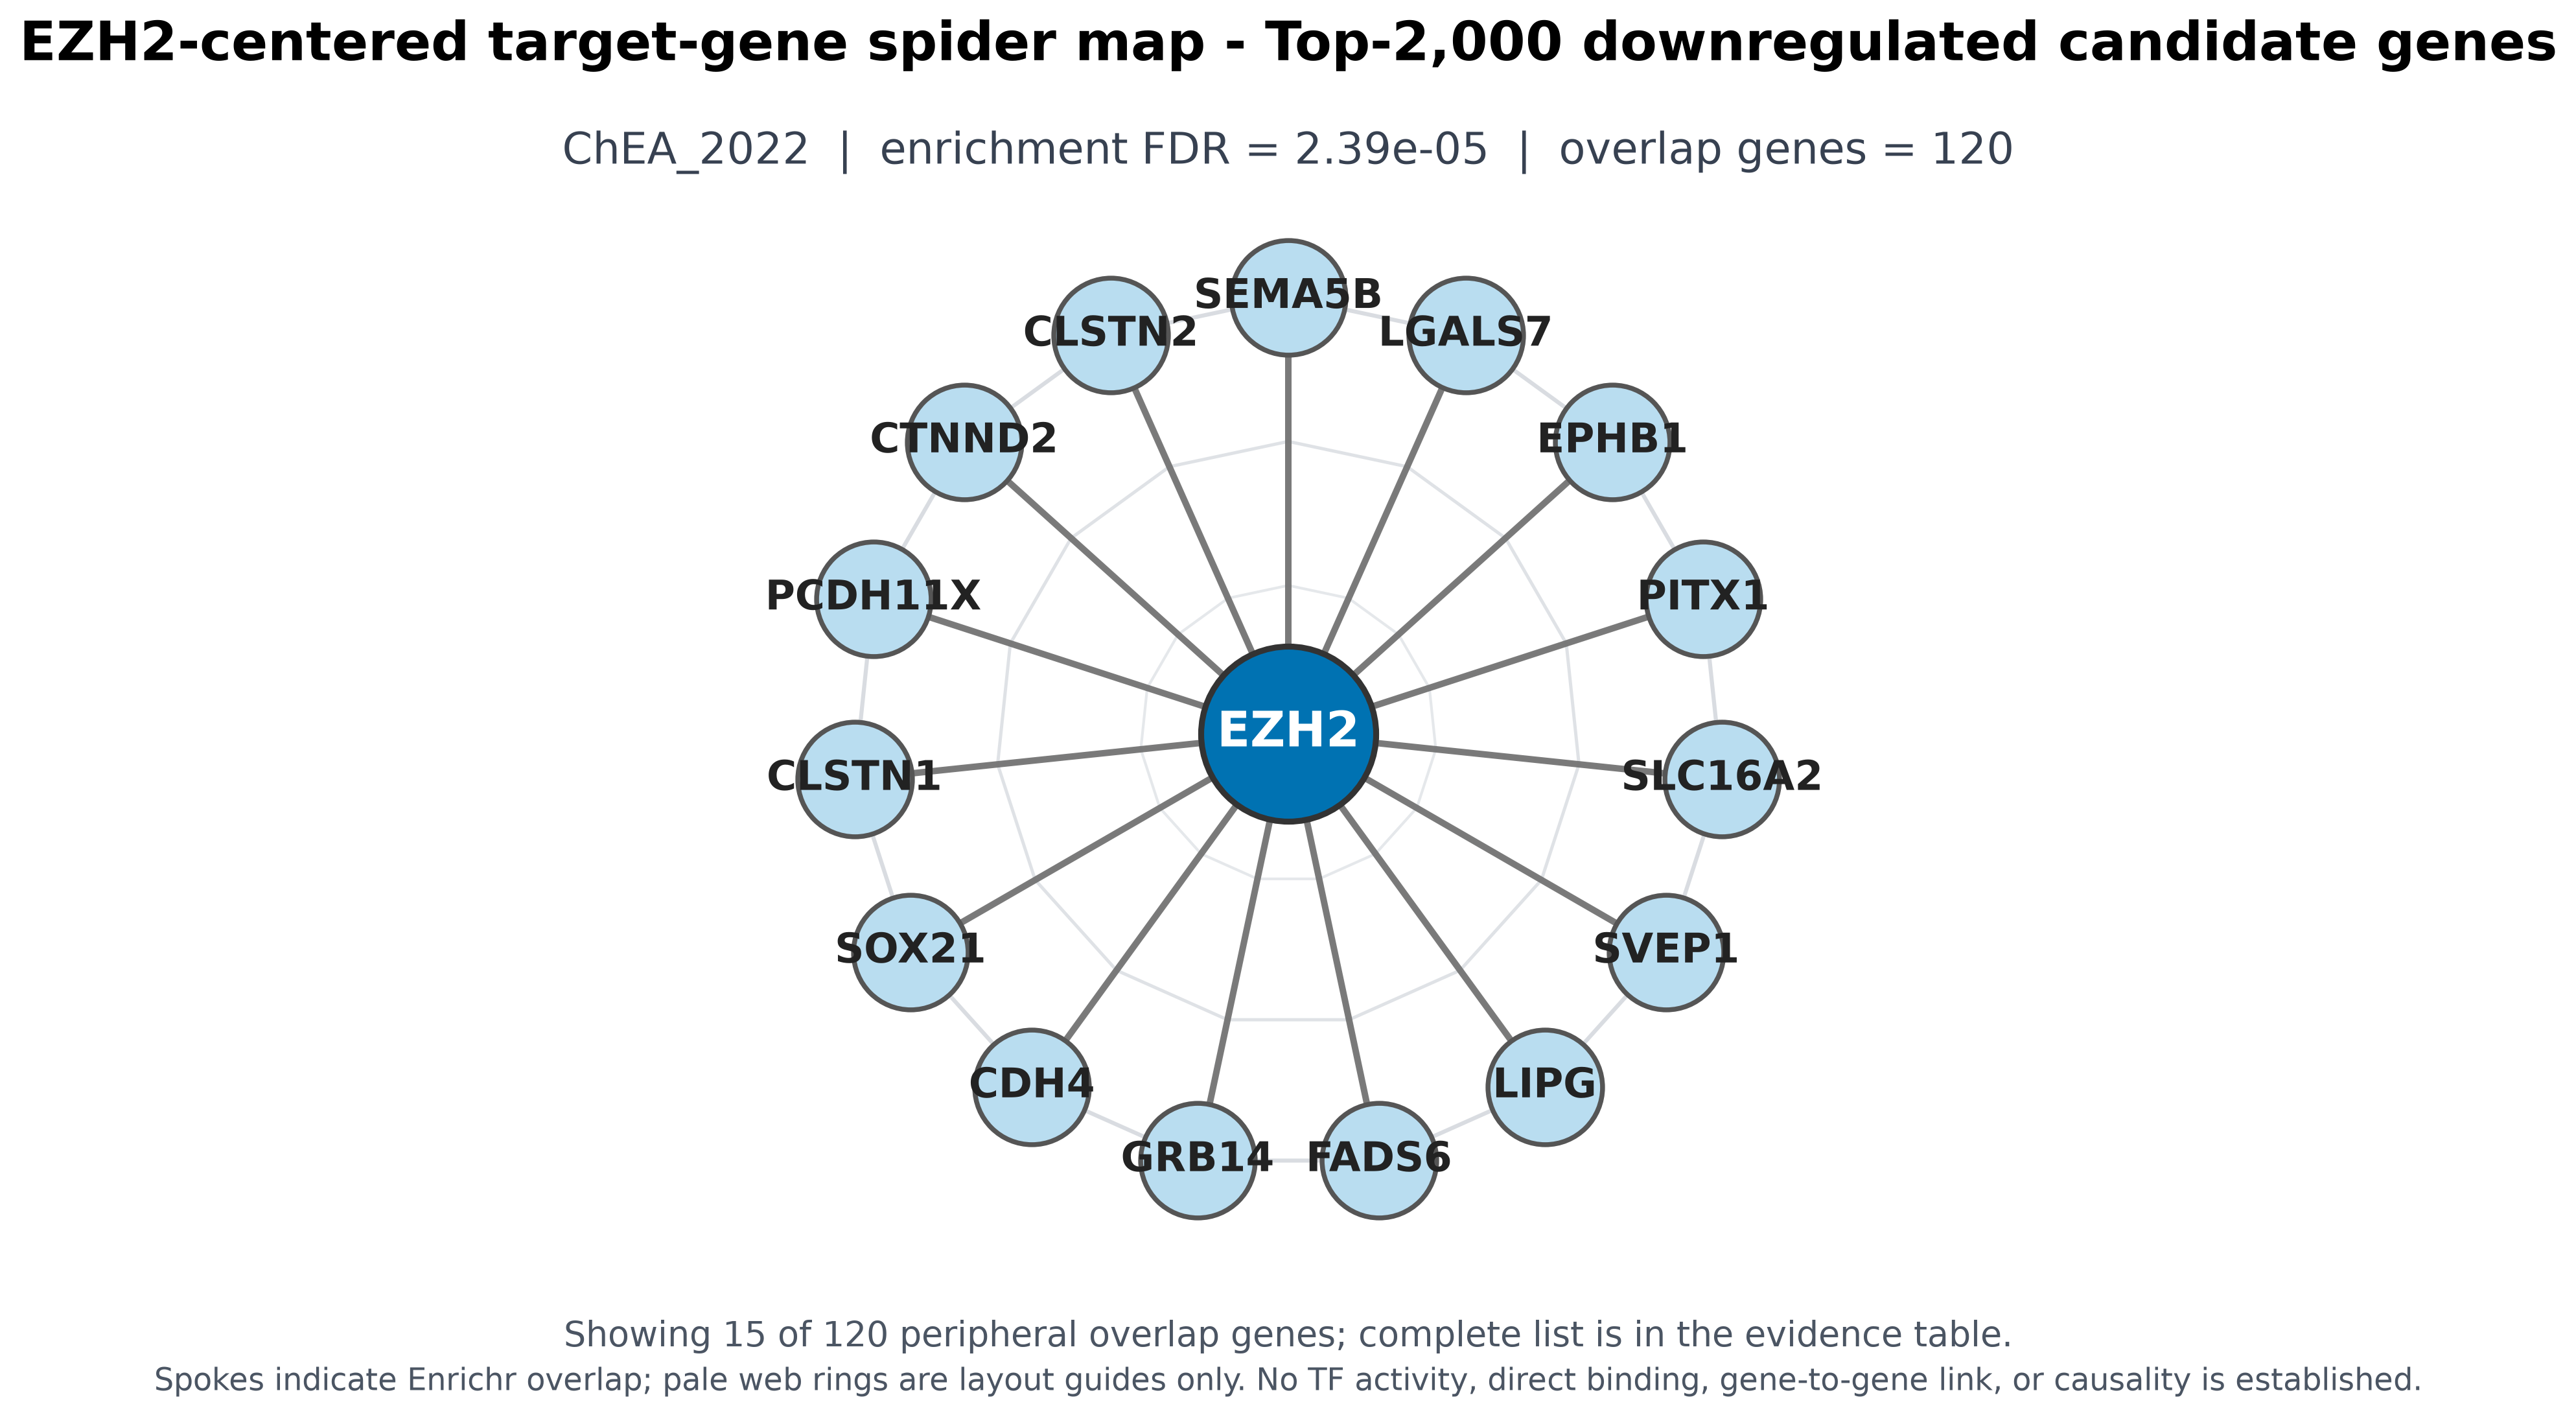 EZH2-centered target-gene spider map - Top-2,000 downregulated candidate genes
ChEA_2022 | enrichment FDR = 2.39e-05 | overlap genes = 120
SEMA5B
CLSTN2
LGALS7
CTNND2
EPHB1
PCDH11X
PITX1
EZH2
CLSTN1
SLC16A2
SOX21
SVEP1
CDH4
LIPG
GRB14
FADS6
Showing 15 of 120 peripheral overlap genes; complete list is in the evidence table.
Spokes indicate Enrichr overlap; pale web rings are layout guides only. No TF activity, direct binding, gene-to-gene link, or causality is established.